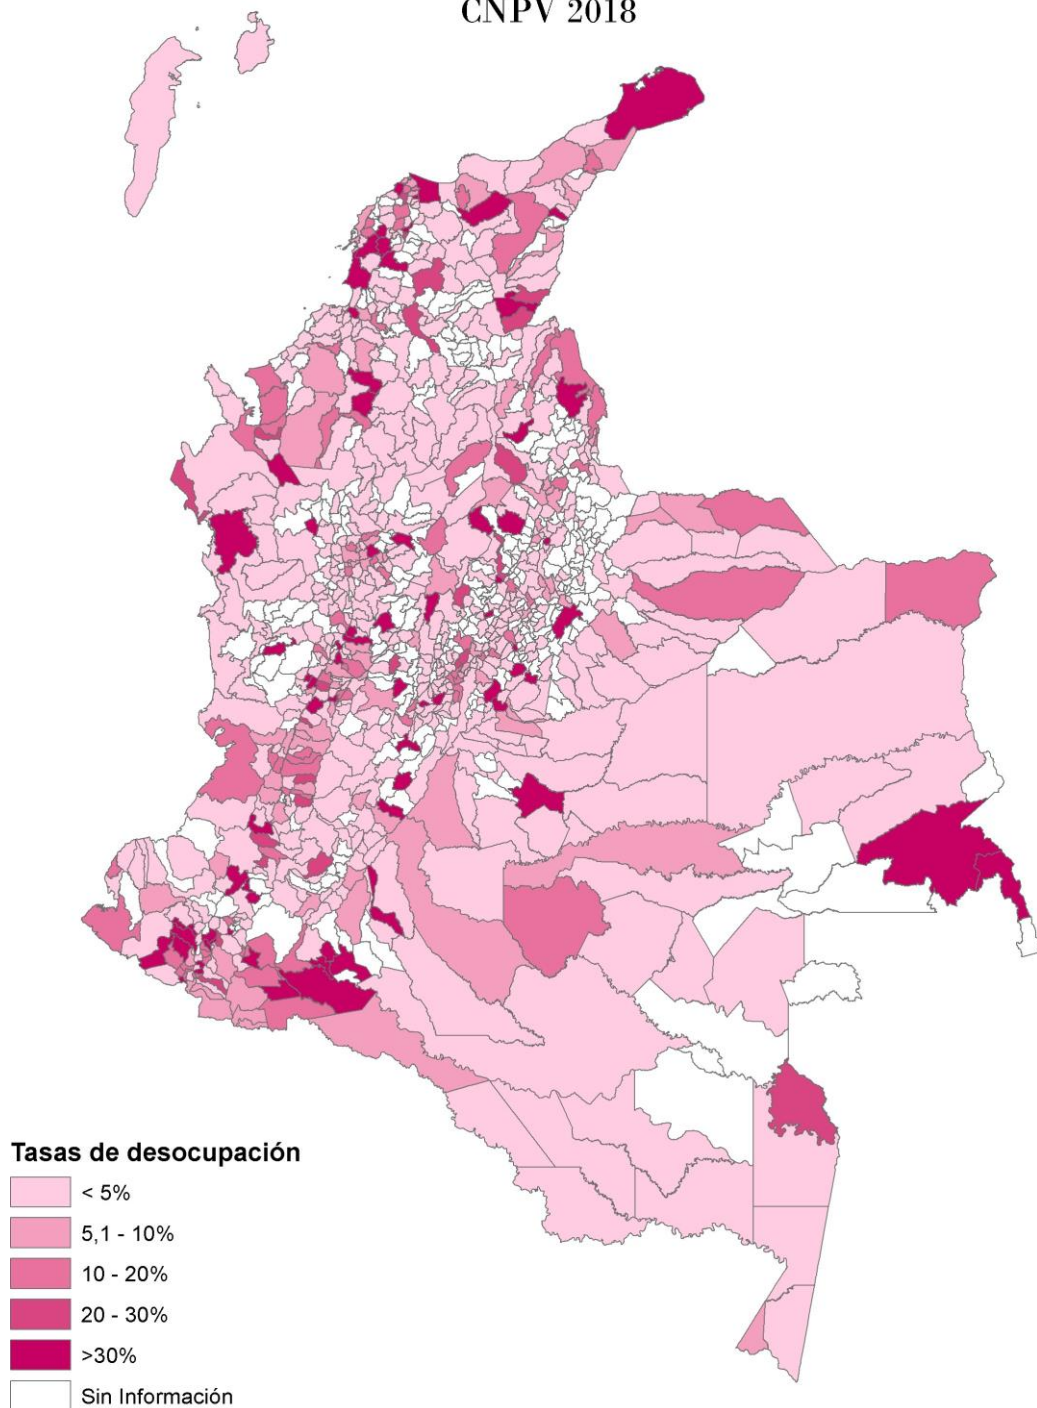 CNPV 2018
Tasas de desocupación
< 5%
5,1 - 10%
10 - 20%
20 - 30%
>30%
Sin Información